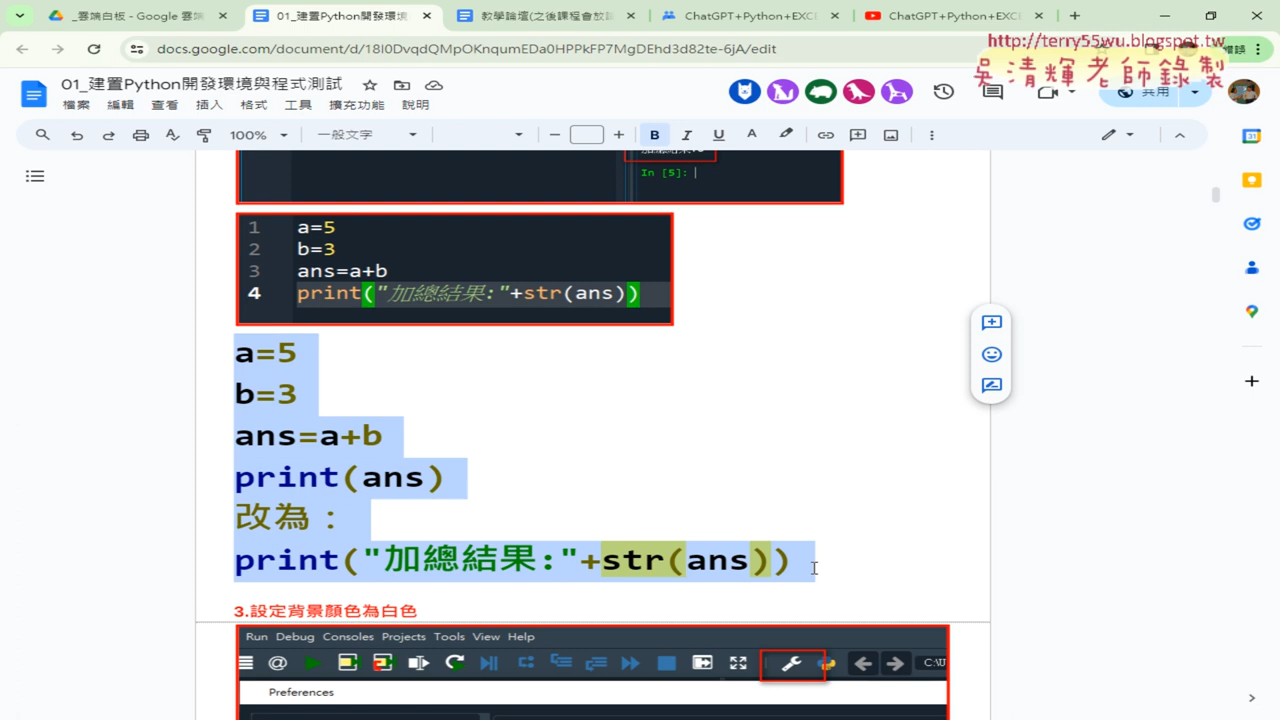 _雲端白板 - Google 雲端
01_建置Python開發環境
教學論壇(之後課程會放
ChatGPT+Python+EXC
ChatGPT+Python+EXC
docs.google.com/document/d/18I0DvqdQMpOKnqumEDa0HPPkFP7MgDEhd3d82te-6jA/edit
http://terry55wu.blogspot.tw
吳清輝老師錄製
01_建置Python開發環境與程式測試
檔案 編輯 查看 插入 格式 工具 擴充功能 說明
共用
100% 一般文字 B I U A
In [5]:
1 a=5
2 b=3
3 ans=a+b
4 print("加總結果:"+str(ans))
a=5
b=3
ans=a+b
print(ans)
改為：
print("加總結果:"+str(ans))
3.設定背景顏色為白色
Run Debug Consoles Projects Tools View Help
C:\U
Preferences